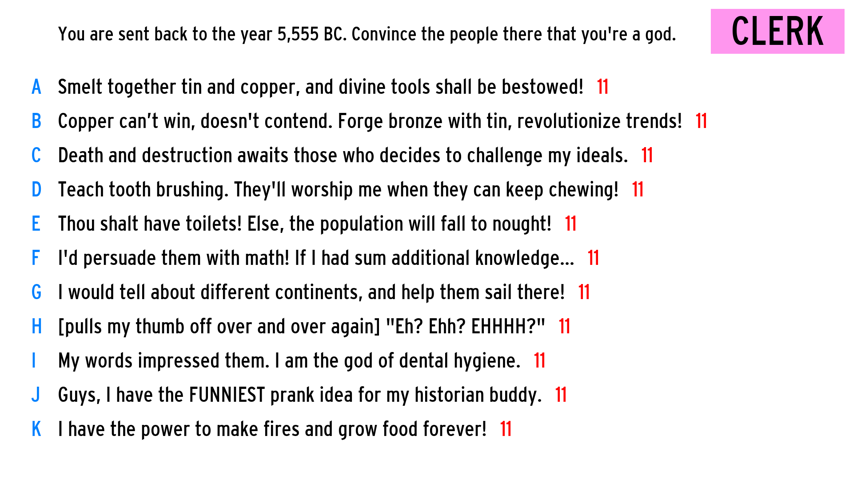 You are sent back to the year 5,555 BC. Convince the people there that you're a god.
CLERK
A Smelt together tin and copper, and divine tools shall be bestowed! 11
B Copper can’t win, doesn't contend. Forge bronze with tin, revolutionize trends! 11
C Death and destruction awaits those who decides to challenge my ideals. 11
D Teach tooth brushing. They'll worship me when they can keep chewing! 11
E Thou shalt have toilets! Else, the population will fall to nought! 11
F I'd persuade them with math! If I had sum additional knowledge... 11
G I would tell about different continents, and help them sail there! 11
H [pulls my thumb off over and over again] "Eh? Ehh? EHHHH?" 11
I My words impressed them. I am the god of dental hygiene. 11
J Guys, I have the FUNNIEST prank idea for my historian buddy. 11
K I have the power to make fires and grow food forever! 11